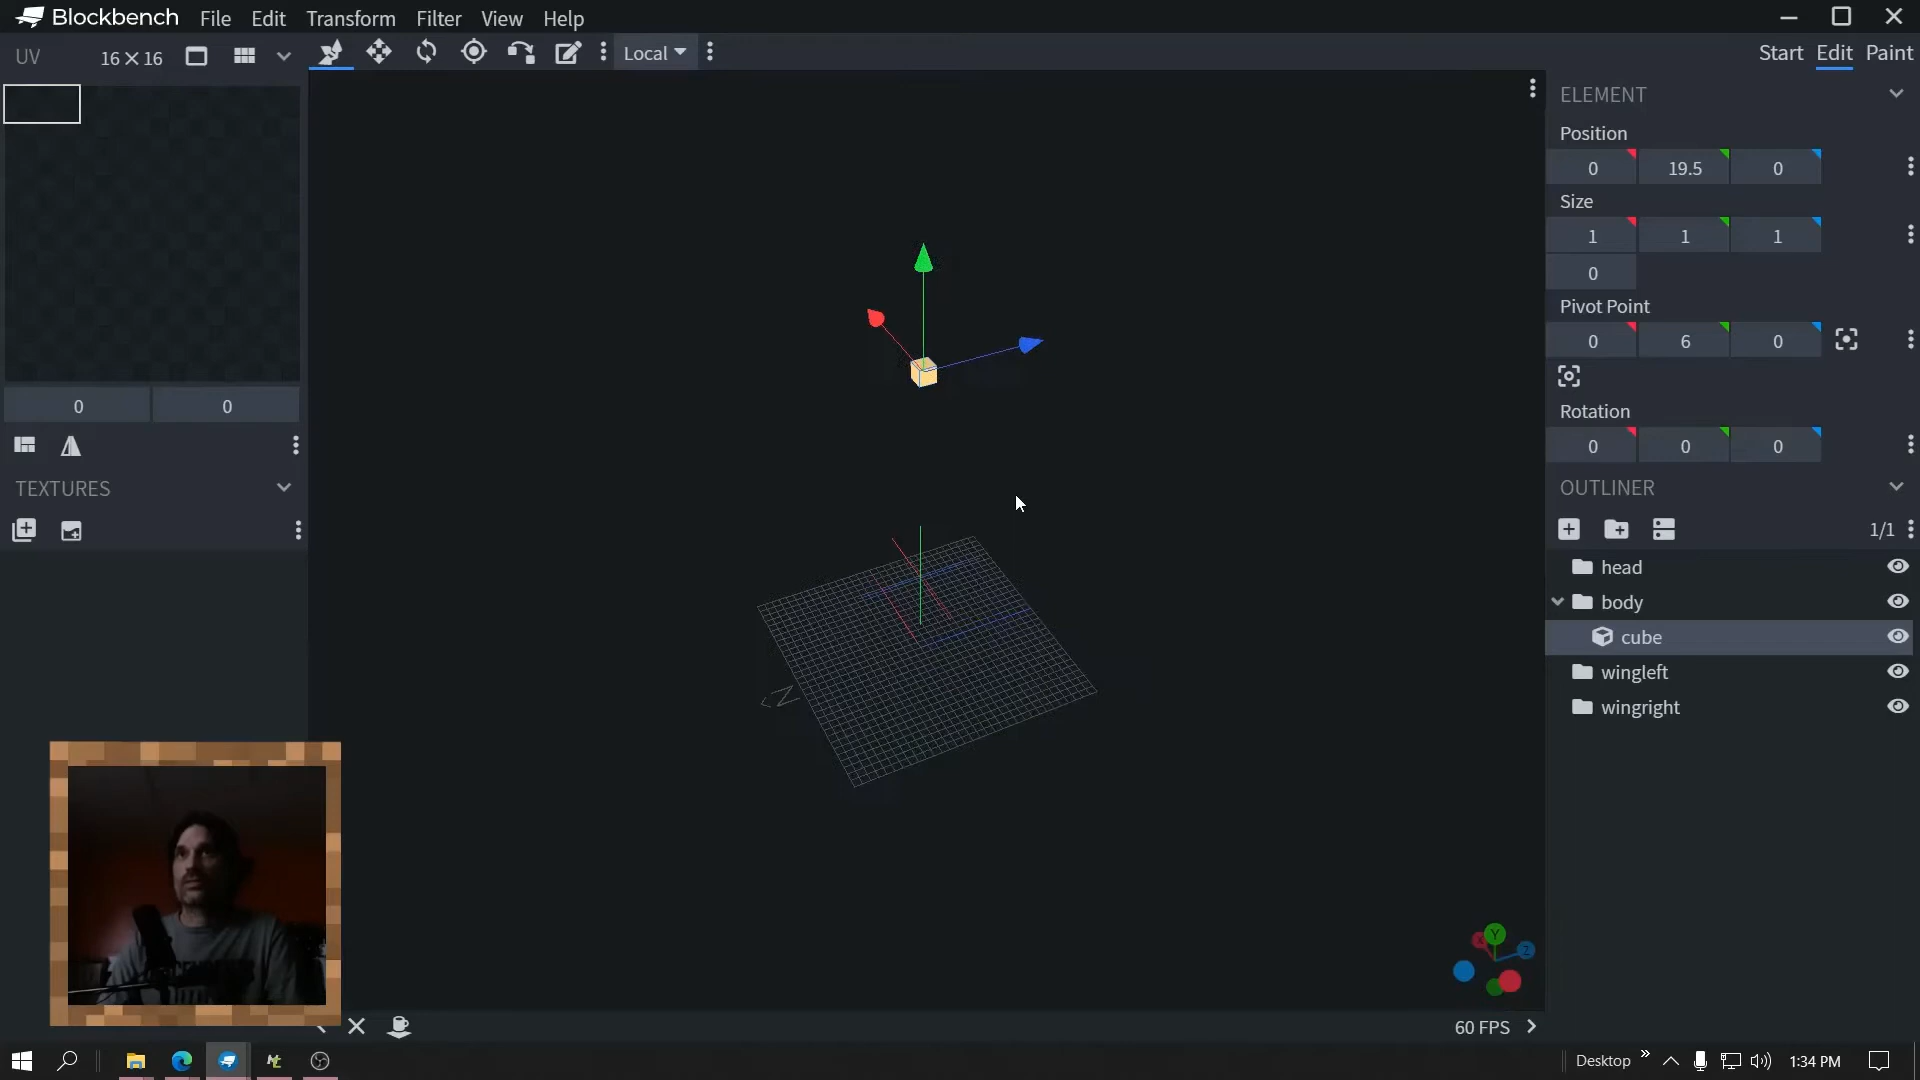 Blockbench File Edit Transform Filter View Help
UV 16×16 Local Start Edit Paint
ELEMENT
Position
0 19.5 0
Size
1 1 1
0
Pivot Point
0 6 0
Rotation
0 0 0
0 0
TEXTURES
OUTLINER
1/1
head
body
cube
wingleft
wingright
N
Y
Z
X
60 FPS
Desktop 1:34 PM